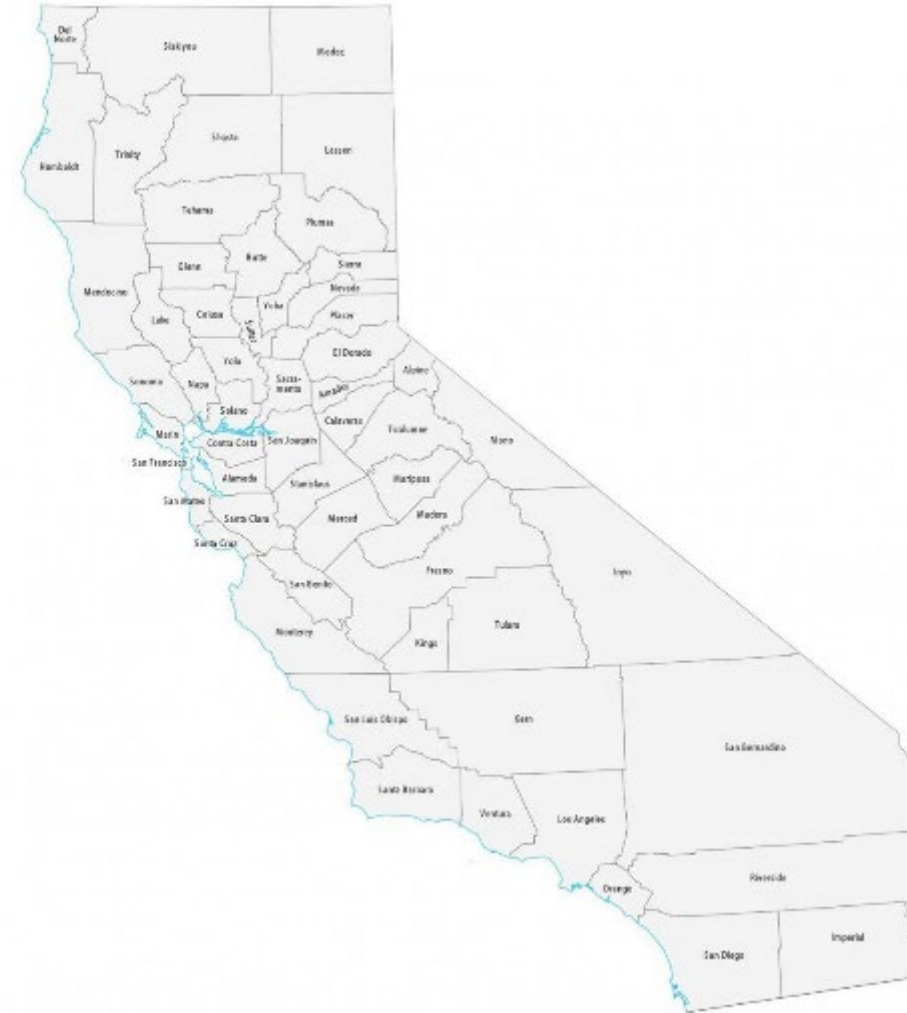 Del
Norte
Siskiyou
Modoc
Shasta
Lassen
Humboldt
Trinity
Tehama
Plumas
Butte
Glenn
Sierra
Mendocino
Nevada
Yuba
Colusa
Placer
Lake
Sutter
El Dorado
Yolo
Alpine
Sacra-
mento
Sonoma
Napa
Amador
Solano
Calaveras
Tuolumne
Marin
Contra Costa
San Joaquin
Mono
San Francisco
Alameda
Stanislaus
Mariposa
San Mateo
Santa Clara
Merced
Madera
Santa Cruz
Fresno
Inyo
San Benito
Monterey
Kings
Tulare
San Luis Obispo
Kern
San Bernardino
Santa Barbara
Ventura
Los Angeles
Orange
Riverside
San Diego
Imperial